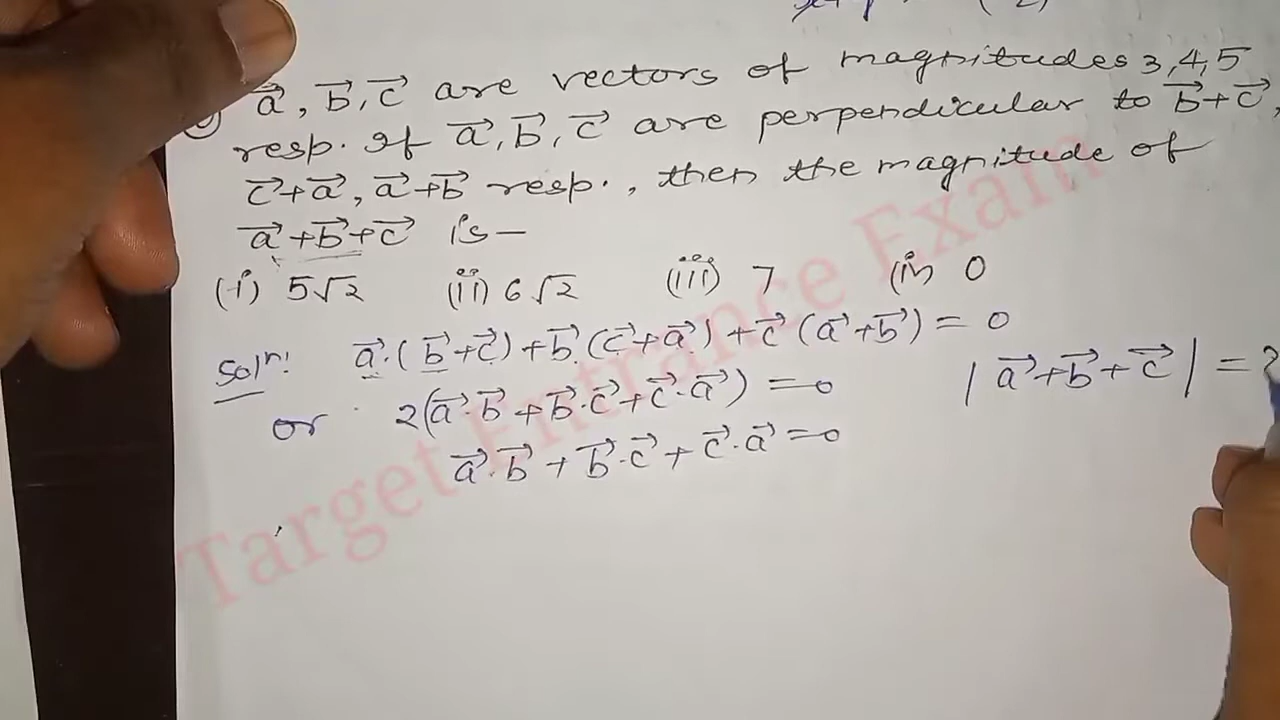 a⃗, b⃗, c⃗ are vectors of magnitudes 3, 4, 5
resp. If a⃗, b⃗, c⃗ are perpendicular to b⃗+c⃗,
c⃗+a⃗, a⃗+b⃗ resp., then the magnitude of
a⃗+b⃗+c⃗ is —
(i) 5√2 (ii) 6√2 (iii) 7 (iv) 0
Solⁿ: a⃗·(b⃗+c⃗)+b⃗·(c⃗+a⃗)+c⃗(a⃗+b⃗)=0
or 2(a⃗·b⃗+b⃗·c⃗+c⃗·a⃗)=0
|a⃗+b⃗+c⃗|=?
a⃗·b⃗+b⃗·c⃗+c⃗·a⃗=0
Target Entrance Exam